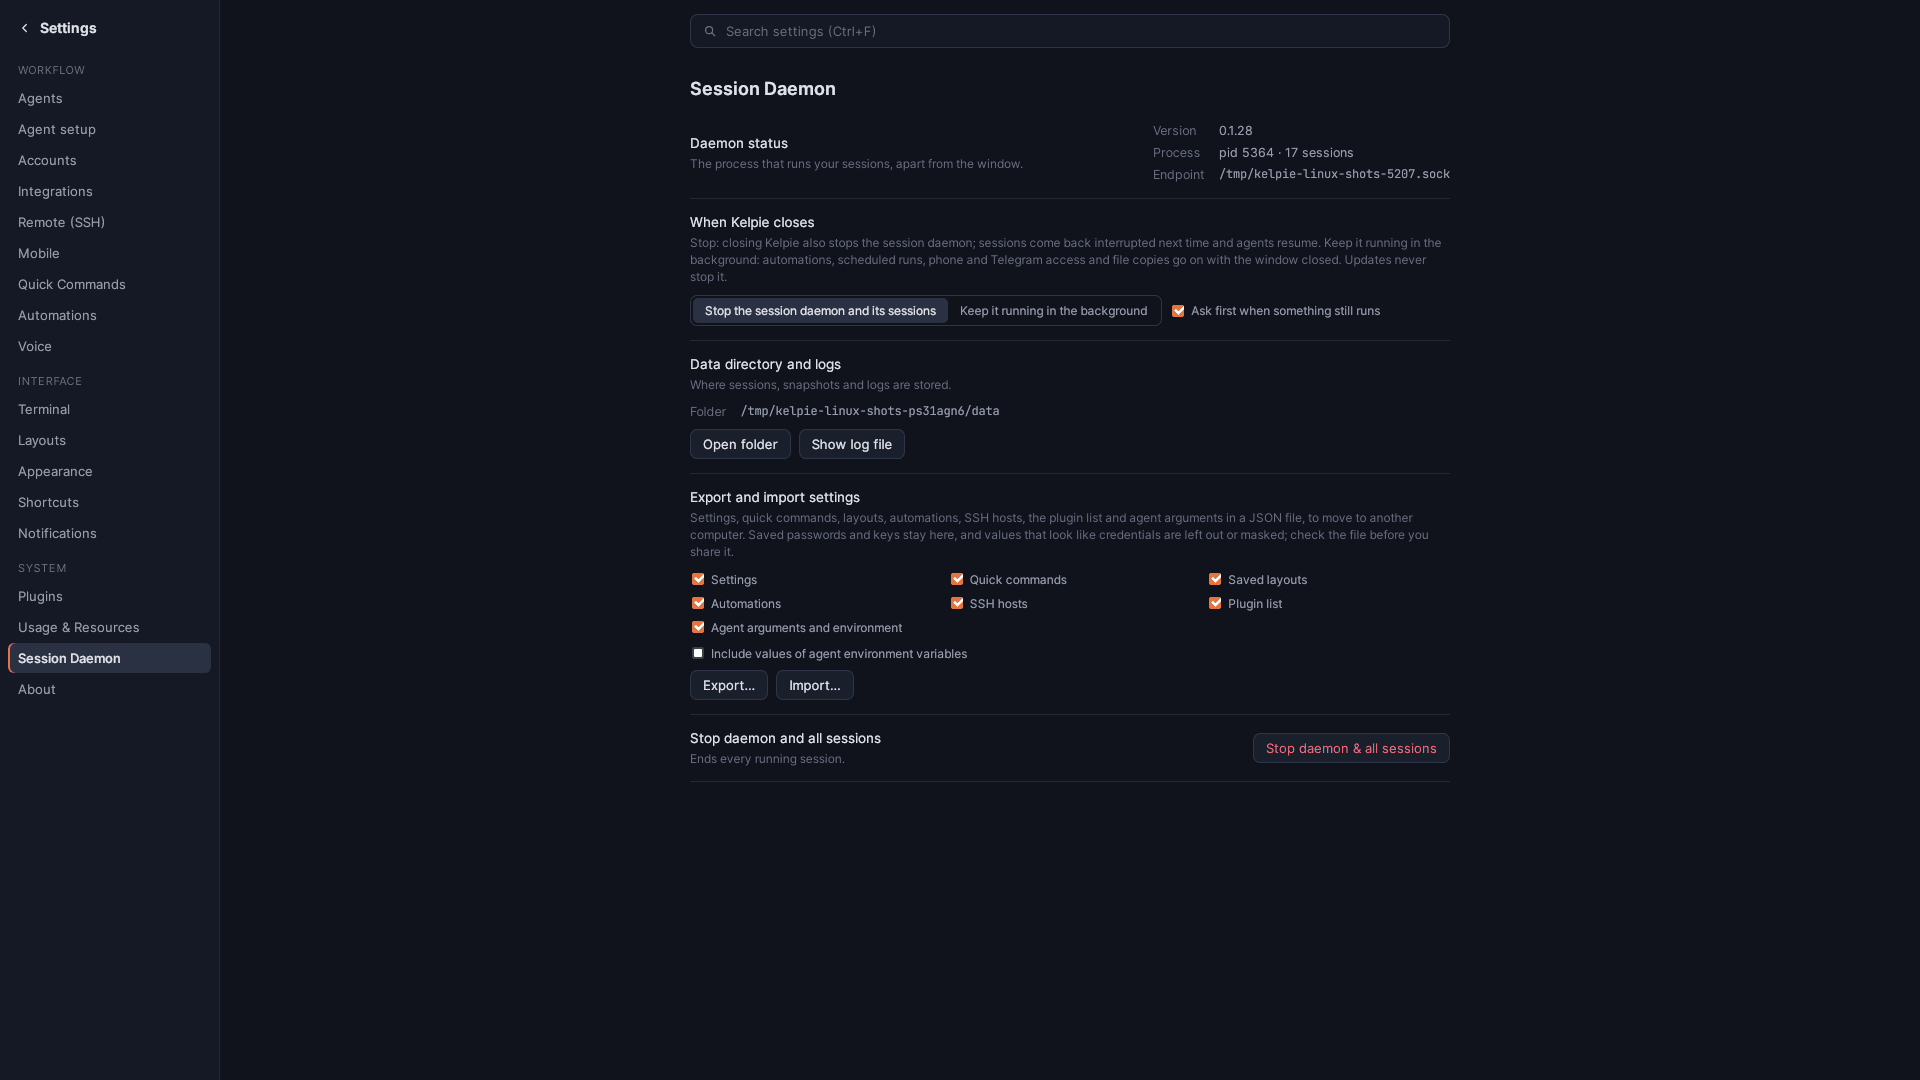 Settings
WORKFLOW
Agents
Agent setup
Accounts
Integrations
Remote (SSH)
Mobile
Quick Commands
Automations
Voice
INTERFACE
Terminal
Layouts
Appearance
Shortcuts
Notifications
SYSTEM
Plugins
Usage & Resources
Session Daemon
About
Search settings (Ctrl+F)
Session Daemon
Daemon status
The process that runs your sessions, apart from the window.
Version 0.1.28
Process pid 5364 · 17 sessions
Endpoint /tmp/kelpie-linux-shots-5207.sock
When Kelpie closes
Stop: closing Kelpie also stops the session daemon; sessions come back interrupted next time and agents resume. Keep it running in the
background: automations, scheduled runs, phone and Telegram access and file copies go on with the window closed. Updates never
stop it.
Stop the session daemon and its sessions Keep it running in the background Ask first when something still runs
Data directory and logs
Where sessions, snapshots and logs are stored.
Folder /tmp/kelpie-linux-shots-ps31agn6/data
Open folder Show log file
Export and import settings
Settings, quick commands, layouts, automations, SSH hosts, the plugin list and agent arguments in a JSON file, to move to another
computer. Saved passwords and keys stay here, and values that look like credentials are left out or masked; check the file before you
share it.
Settings Quick commands Saved layouts
Automations SSH hosts Plugin list
Agent arguments and environment
Include values of agent environment variables
Export... Import...
Stop daemon and all sessions
Ends every running session.
Stop daemon & all sessions